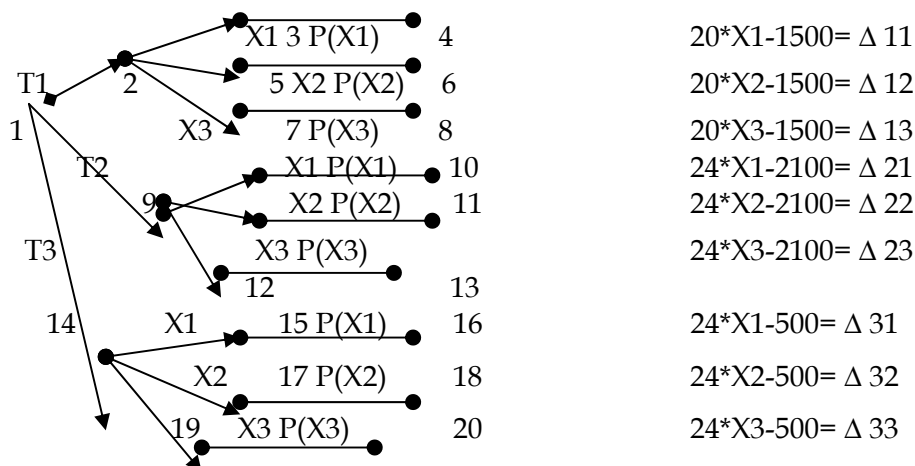 X1 3 P(X1) 4 20*X1-1500= Δ 11
T1 2 5 X2 P(X2) 6 20*X2-1500= Δ 12
1 X3 7 P(X3) 8 20*X3-1500= Δ 13
T2 X1 P(X1) 10 24*X1-2100= Δ 21
9 X2 P(X2) 11 24*X2-2100= Δ 22
T3 X3 P(X3) 24*X3-2100= Δ 23
12 13
14 X1 15 P(X1) 16 24*X1-500= Δ 31
X2 17 P(X2) 18 24*X2-500= Δ 32
19 X3 P(X3) 20 24*X3-500= Δ 33